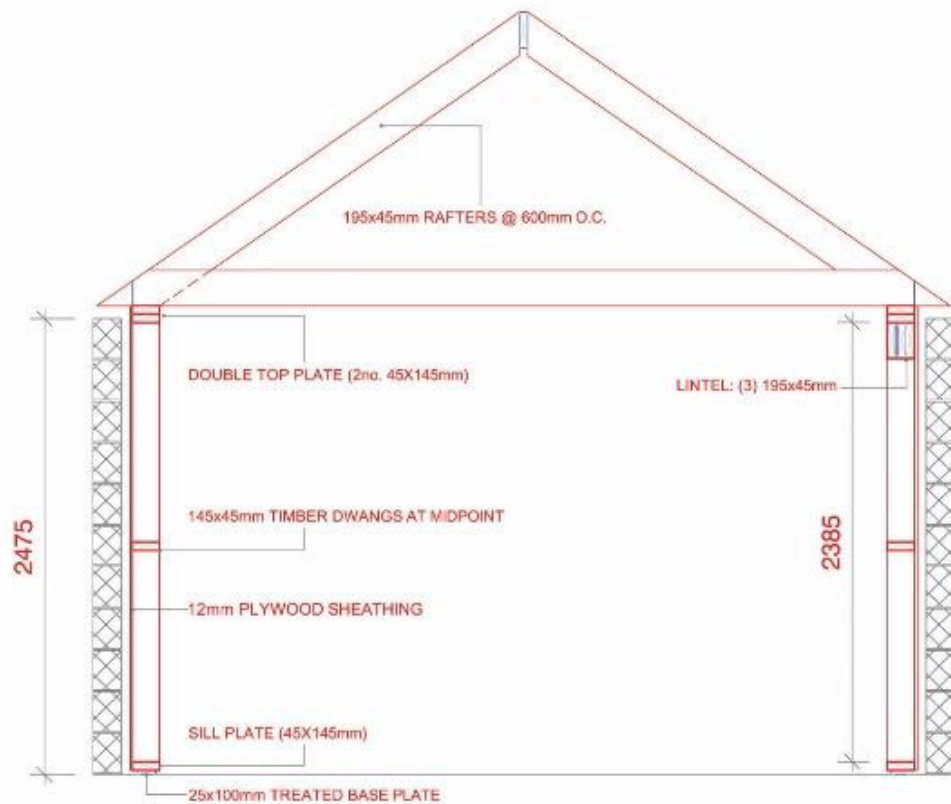 195x45mm RAFTERS @ 600mm O.C.
DOUBLE TOP PLATE (2no. 45X145mm)
LINTEL: (3) 195x45mm
145x45mm TIMBER DWANGS AT MIDPOINT
2475
2385
12mm PLYWOOD SHEATHING
SILL PLATE (45X145mm)
25x100mm TREATED BASE PLATE